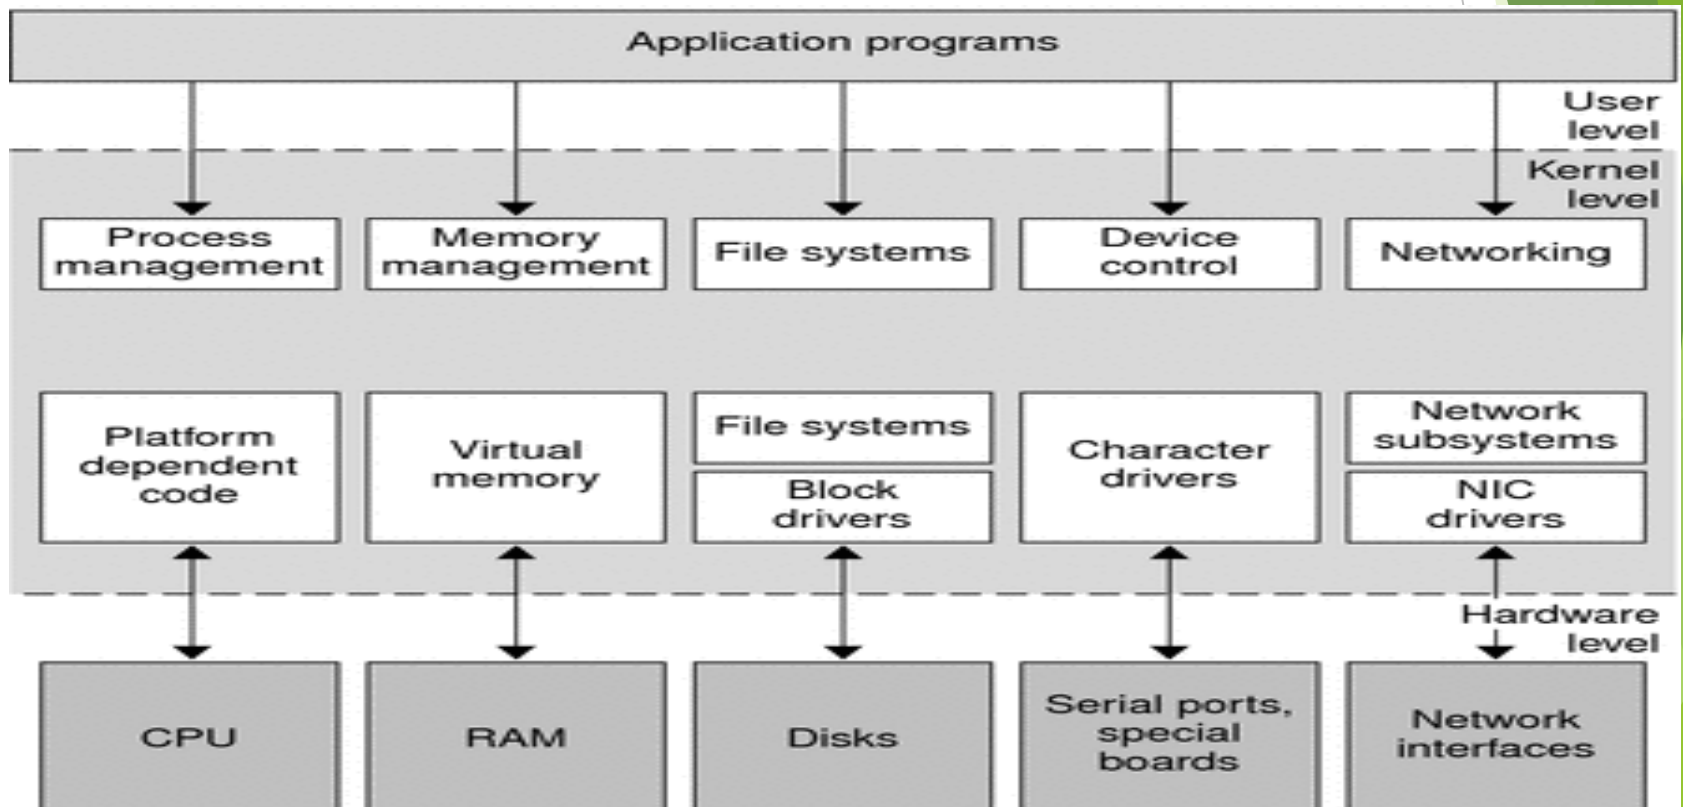 Application programs
User
level
Kernel
level
Process
management
Memory
management
File systems
Device
control
Networking
Platform
dependent
code
Virtual
memory
File systems
Block
drivers
Character
drivers
Network
subsystems
NIC
drivers
Hardware
level
CPU
RAM
Disks
Serial ports,
special
boards
Network
interfaces